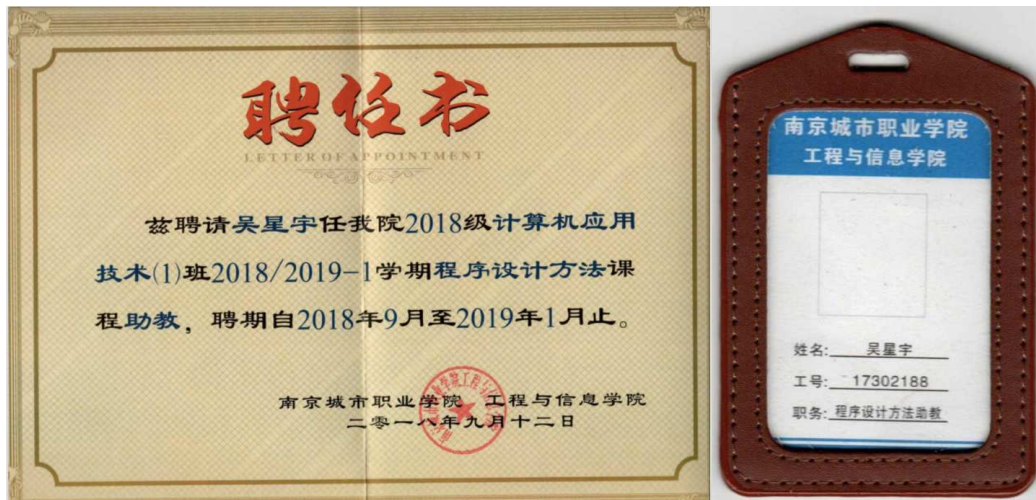 聘任书
LETTER OF APPOINTMENT
兹聘请吴星宇任我院2018级计算机应用
技术(1)班2018/2019-1学期程序设计方法课
程助教，聘期自2018年9月至2019年1月止。
南京城市职业学院 工程与信息学院
二零一八年九月十二日
南京城市职业学院
工程与信息学院
姓名: 吴星宇
工号: 17302188
职务: 程序设计方法助教